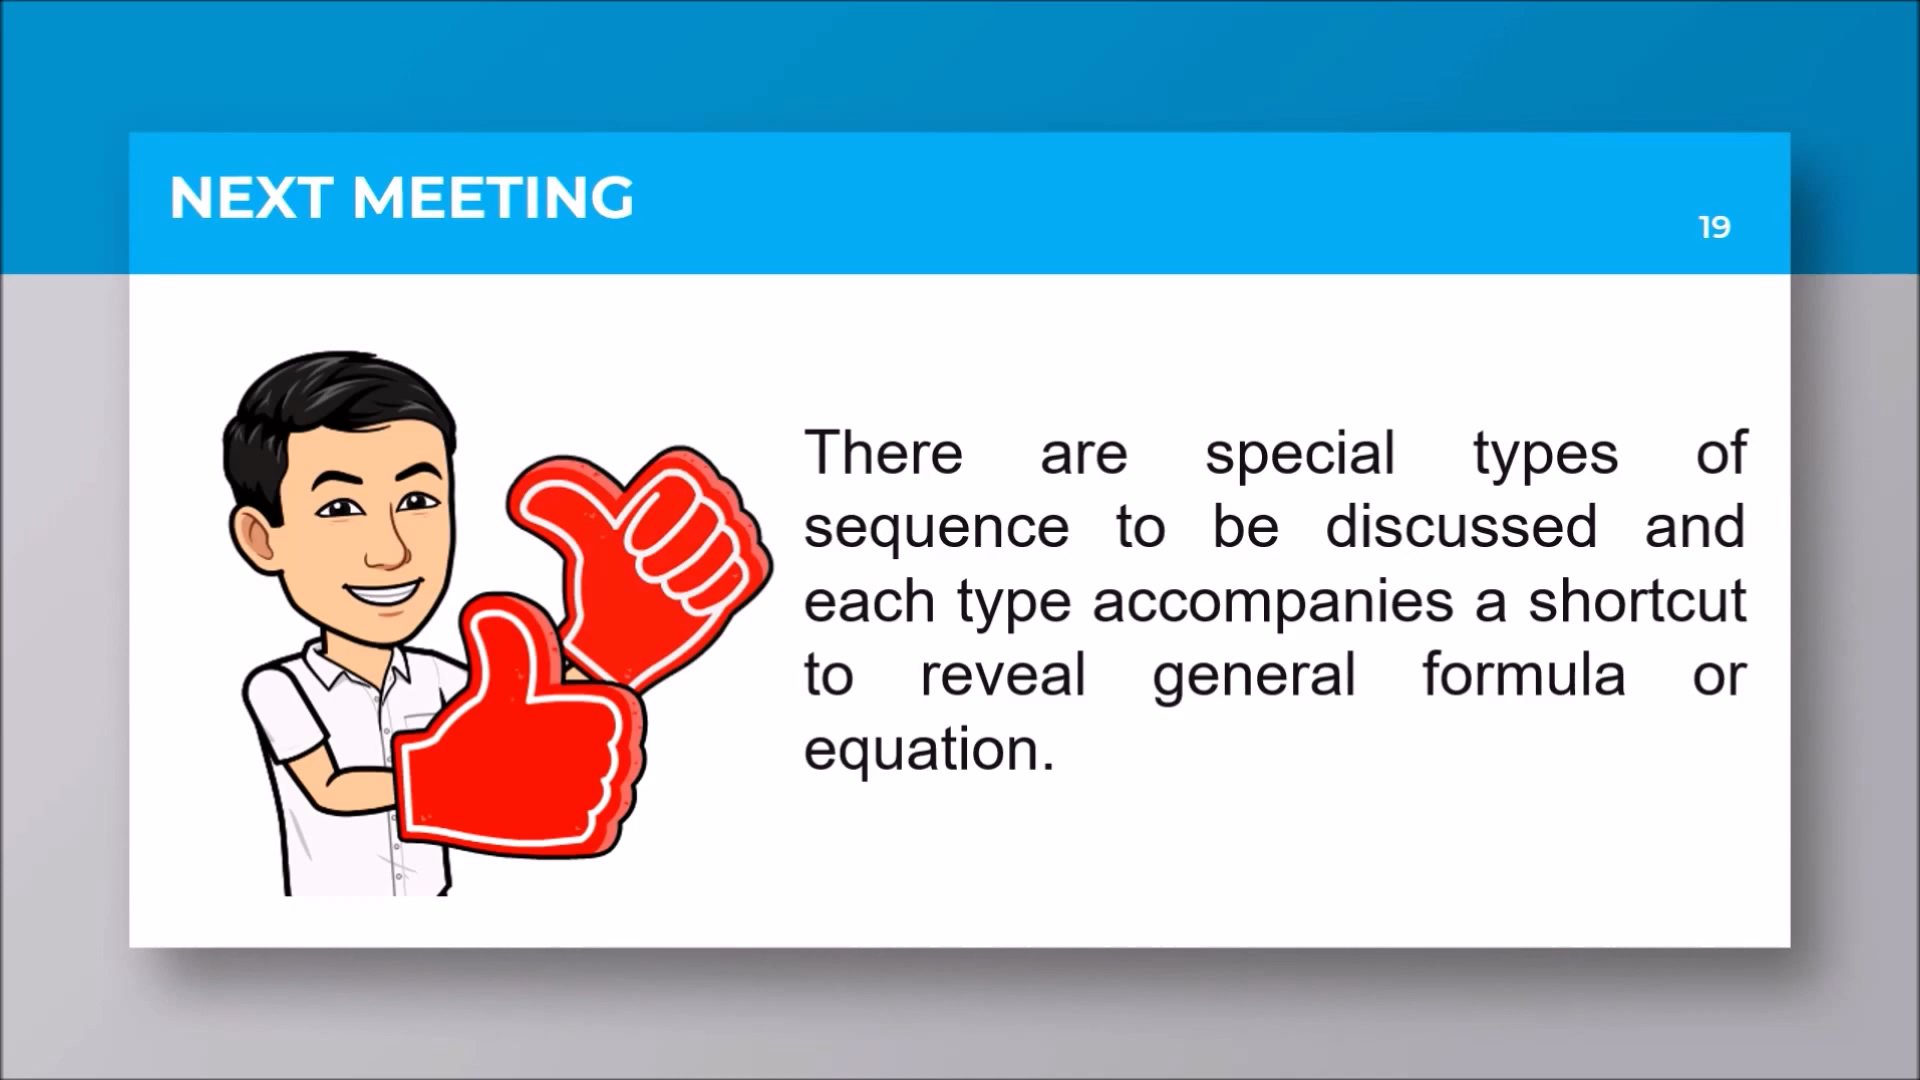 NEXT MEETING
19
There are special types of
sequence to be discussed and
each type accompanies a shortcut
to reveal general formula or
equation.